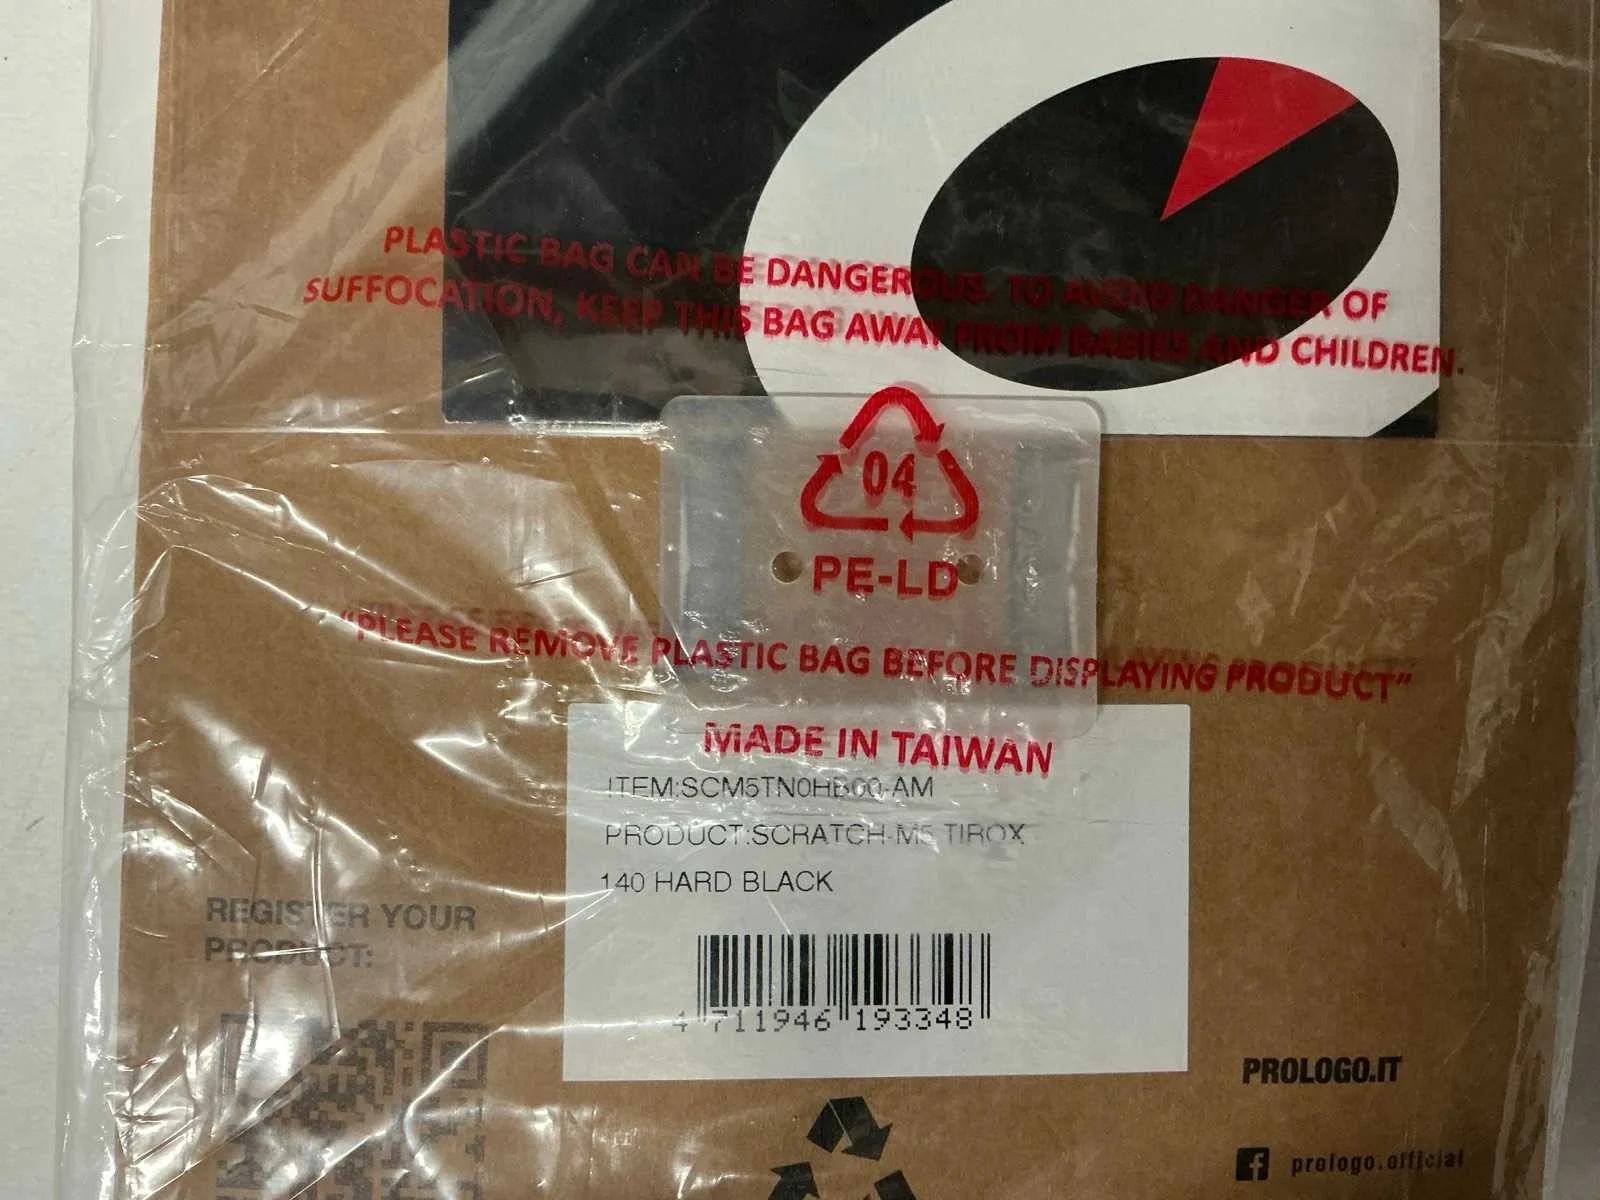 PLASTIC BAG CAN BE DANGEROUS. TO AVOID DANGER OF
SUFFOCATION, KEEP THIS BAG AWAY FROM BABIES AND CHILDREN.
04
PE-LD
"PLEASE REMOVE PLASTIC BAG BEFORE DISPLAYING PRODUCT"
MADE IN TAIWAN
ITEM:SCM5TN0HB00-AM
PRODUCT:SCRATCH-M5 TIROX
140 HARD BLACK
4 711946 193348
REGISTER YOUR
PRODUCT:
PROLOGO.IT
prologo.official